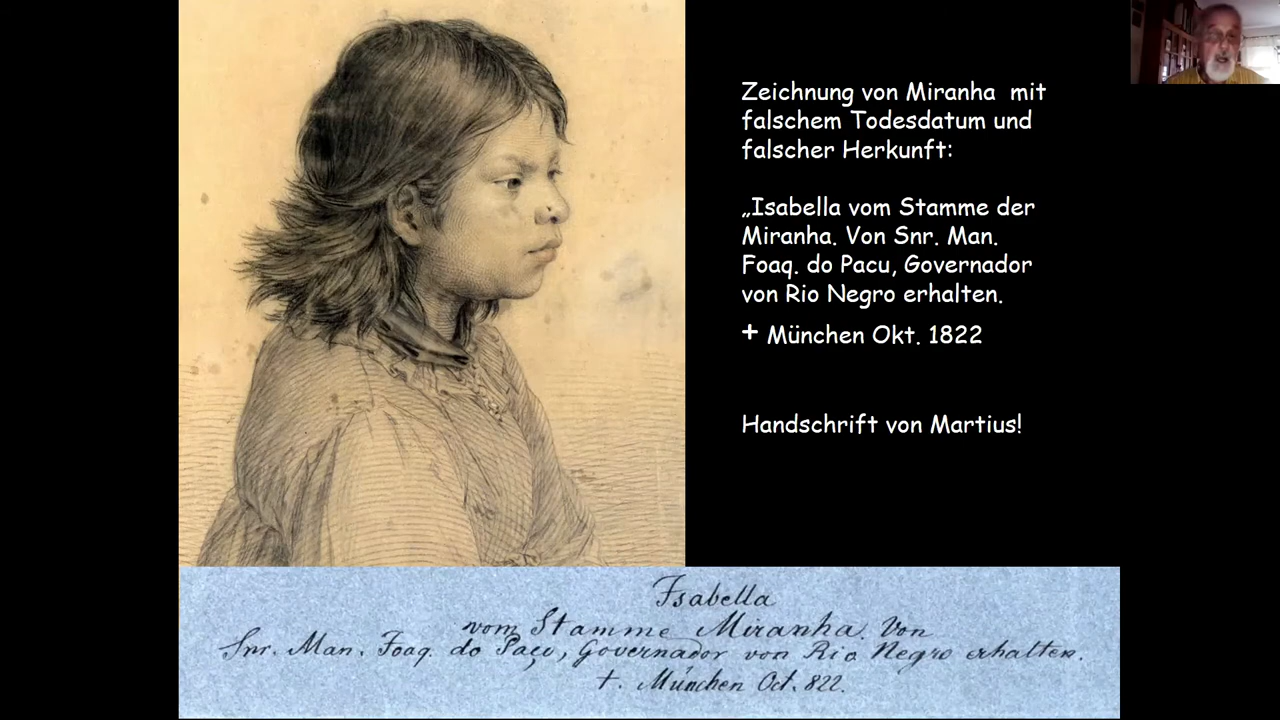 Zeichnung von Miranha mit
falschem Todesdatum und
falscher Herkunft:
„Isabella vom Stamme der
Miranha. Von Snr. Man.
Foaq. do Pacu, Governador
von Rio Negro erhalten.
+ München Okt. 1822
Handschrift von Martius!
Isabella
vom Stamme Miranha. Von
Snr. Man. Foaq. do Paçu, Governador von Rio Negro erhalten.
†. München Oct. 822.